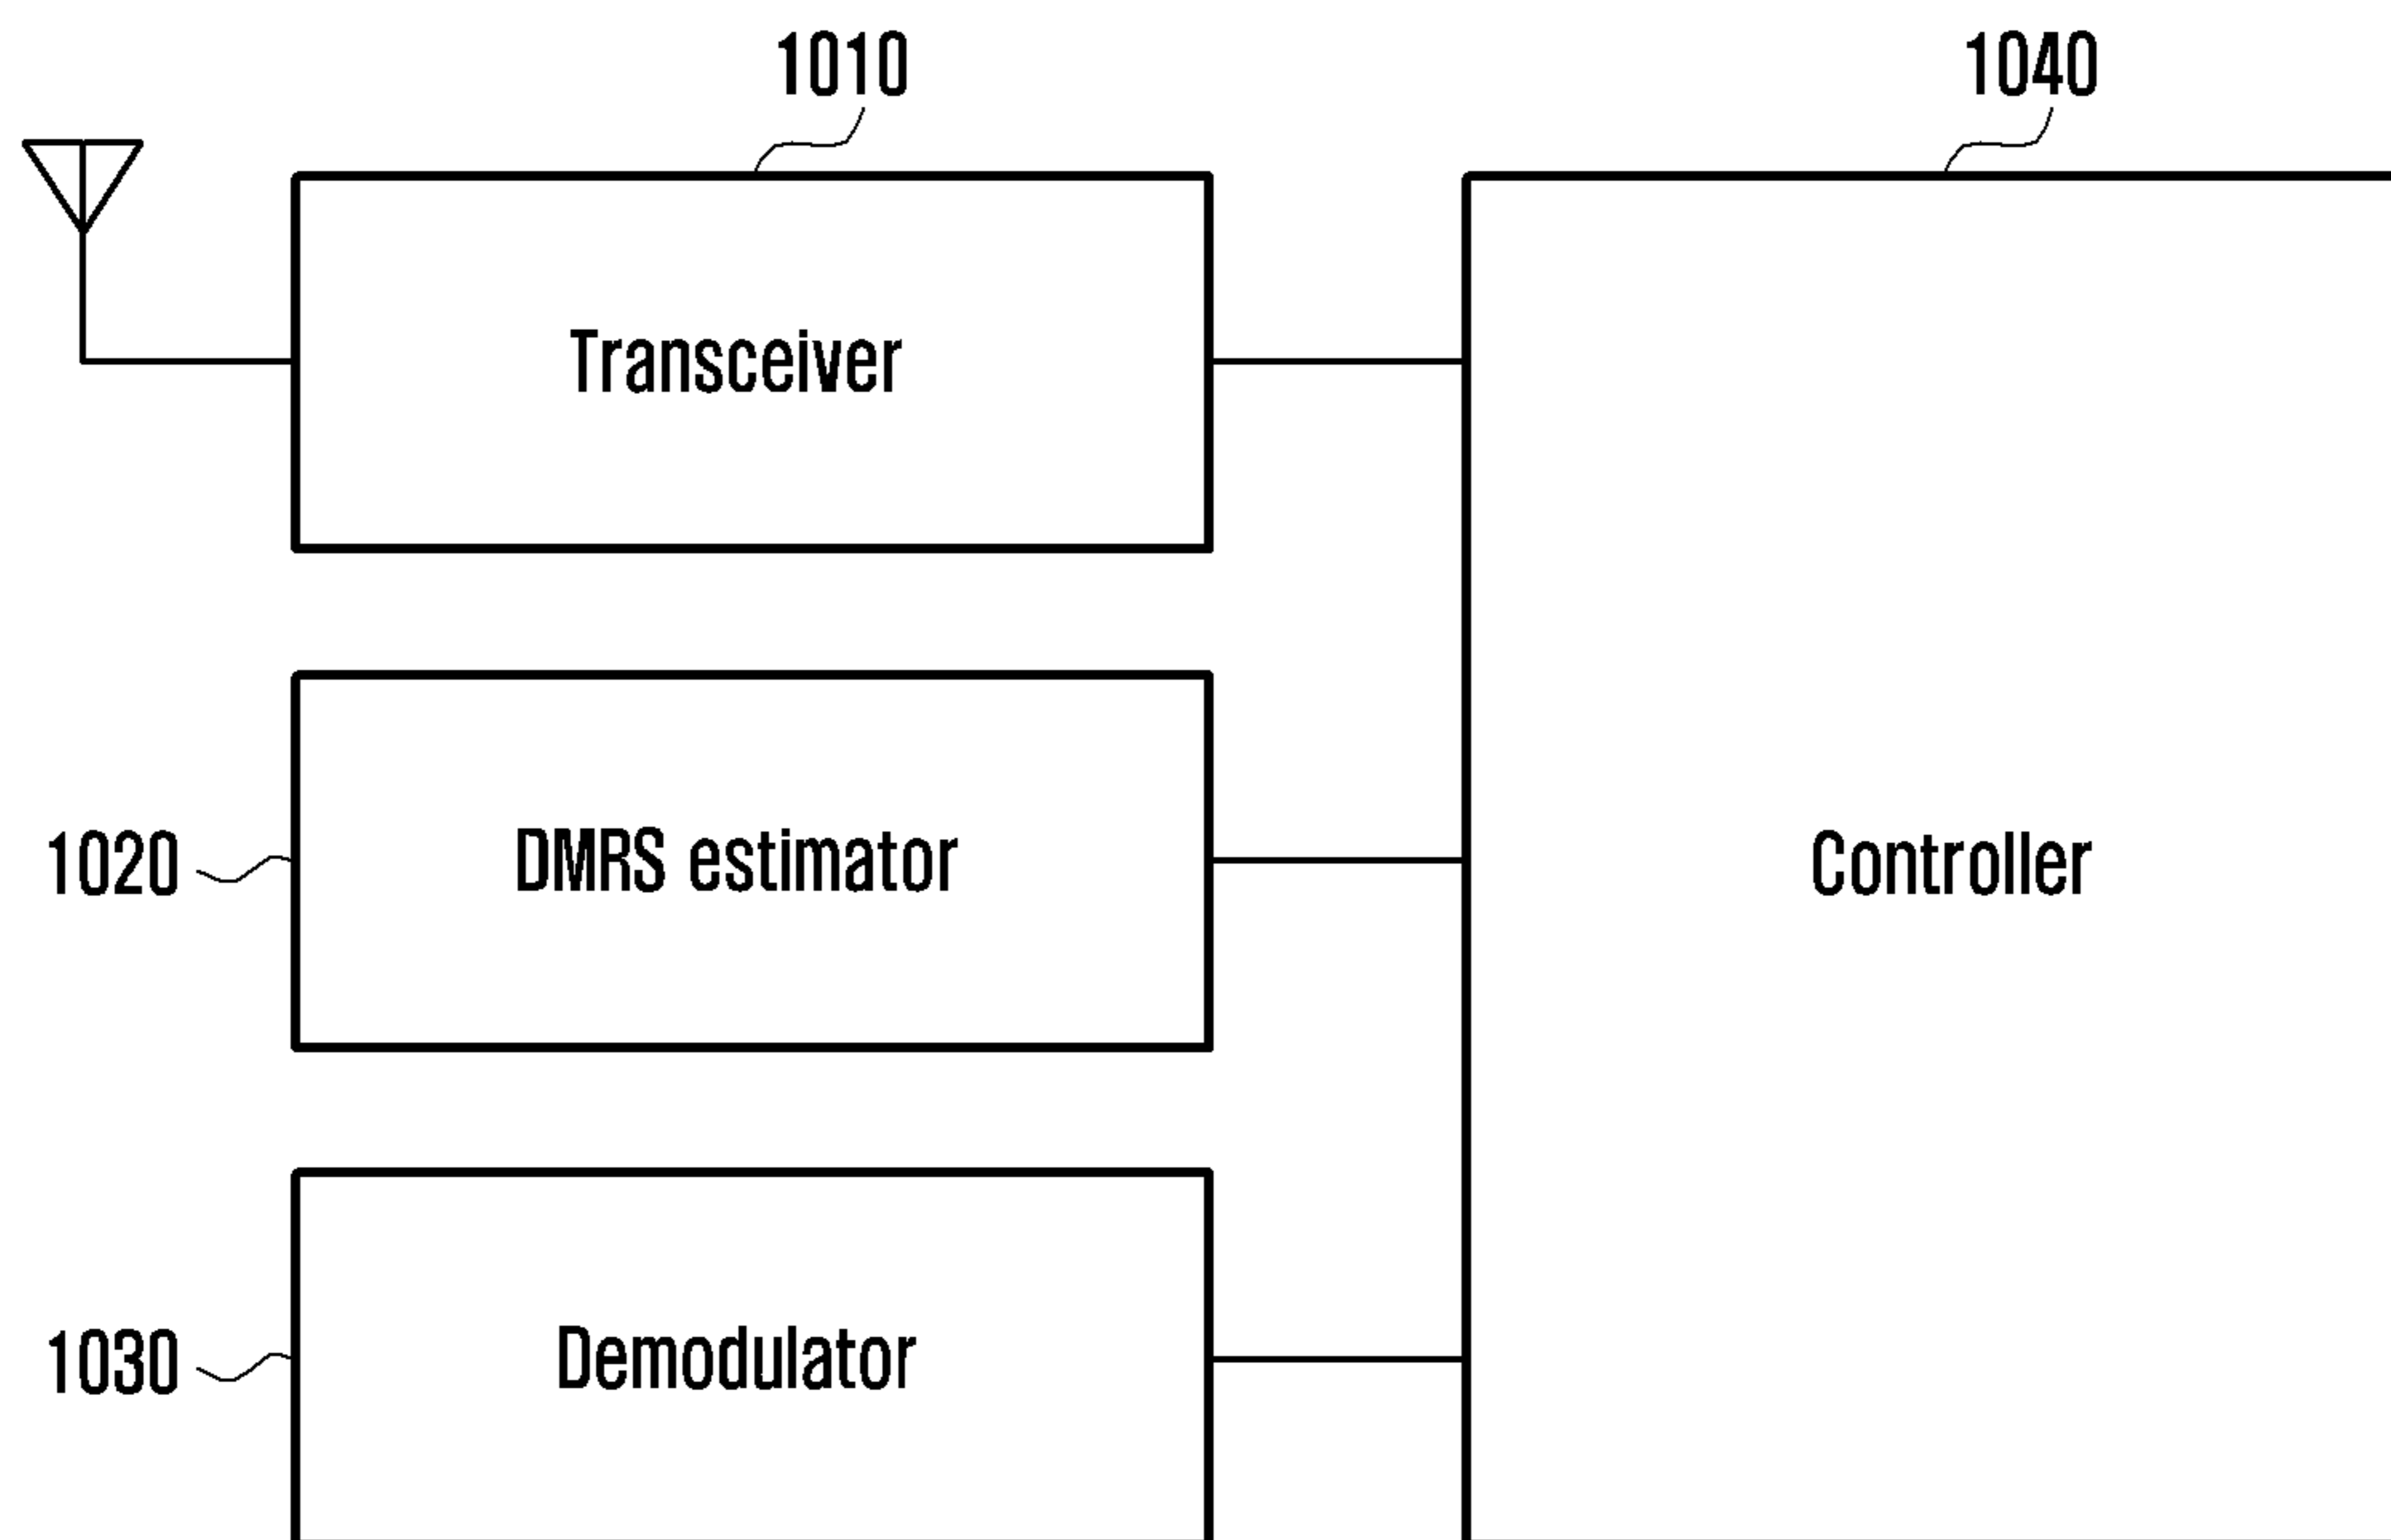 1010
1040
Transceiver
1020
DMRS estimator
Controller
1030
Demodulator